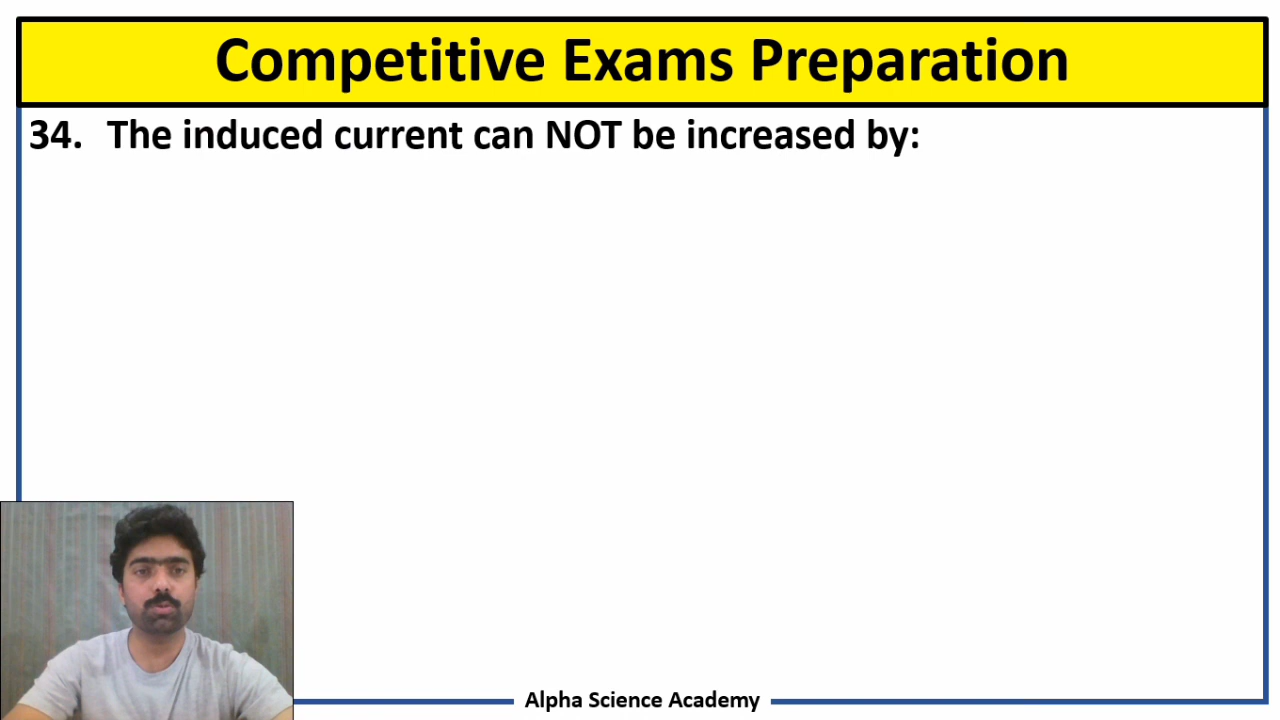 Competitive Exams Preparation
34. The induced current can NOT be increased by:
Alpha Science Academy